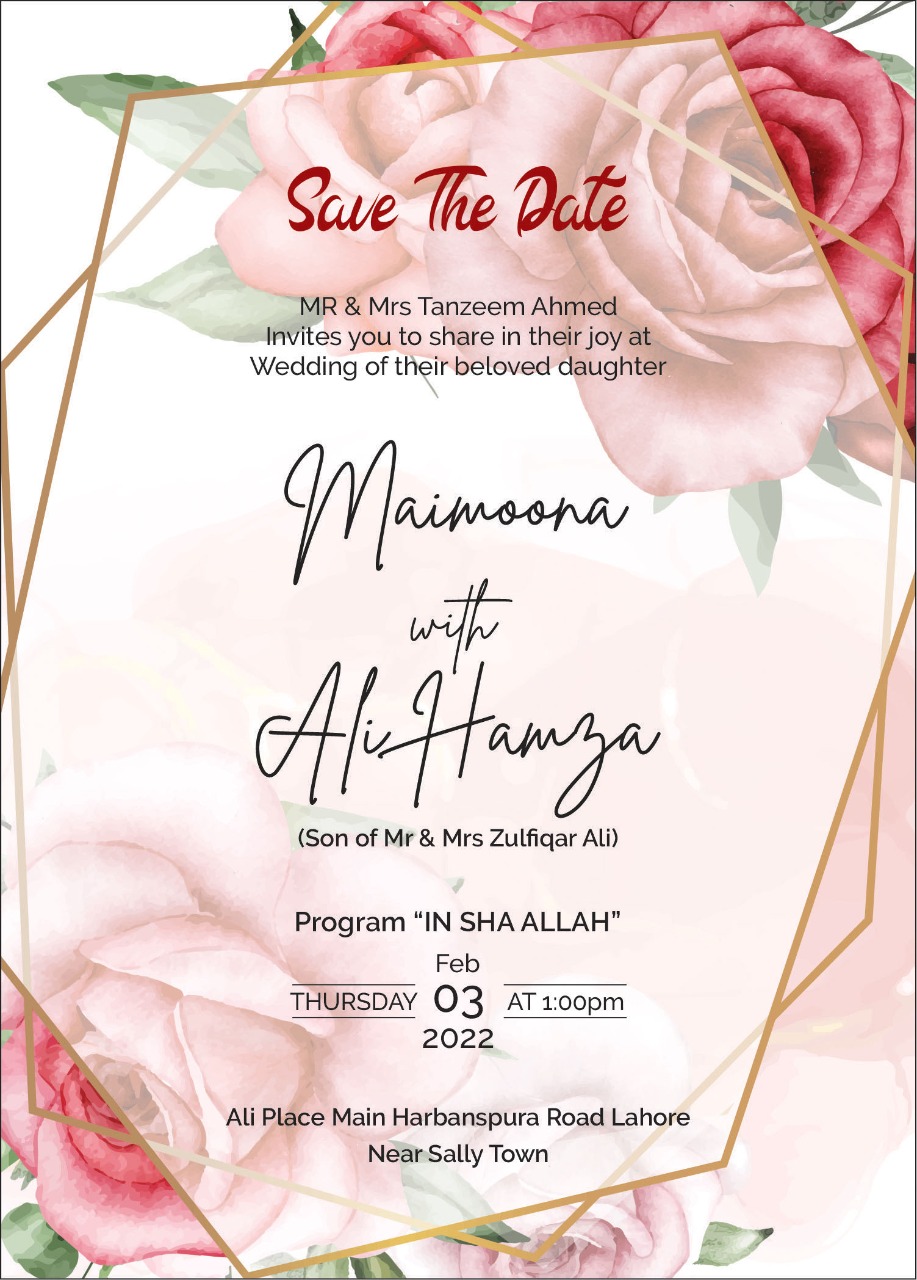 Save The Date
MR & Mrs Tanzeem Ahmed
Invites you to share in their joy at
Wedding of their beloved daughter
Maimoona
with
Ali Hamza
(Son of Mr & Mrs Zulfiqar Ali)
Program “IN SHA ALLAH”
Feb
THURSDAY 03 AT 1:00pm
2022
Ali Place Main Harbanspura Road Lahore
Near Sally Town